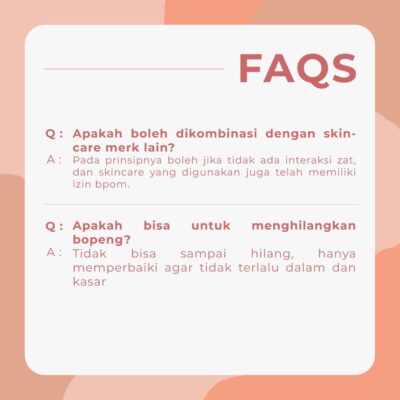 FAQS
Q : Apakah boleh dikombinasi dengan skin-
care merk lain?
A : Pada prinsipnya boleh jika tidak ada interaksi zat,
dan skincare yang digunakan juga telah memiliki
izin bpom.
Q : Apakah bisa untuk menghilangkan
bopeng?
A : Tidak bisa sampai hilang, hanya
memperbaiki agar tidak terlalu dalam dan
kasar